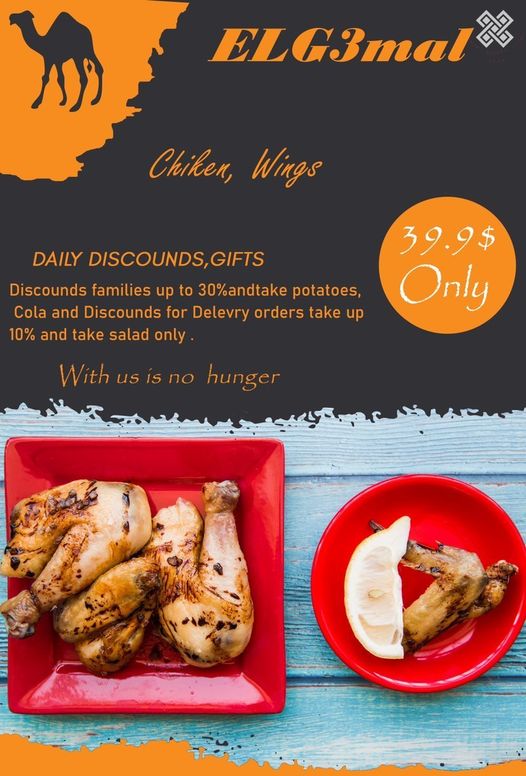 ELG3mal
Chiken, Wings
39.9$
Only
DAILY DISCOUNDS,GIFTS
Discounds families up to 30%andtake potatoes,
Cola and Discounds for Delevry orders take up
10% and take salad only .
With us is no hunger